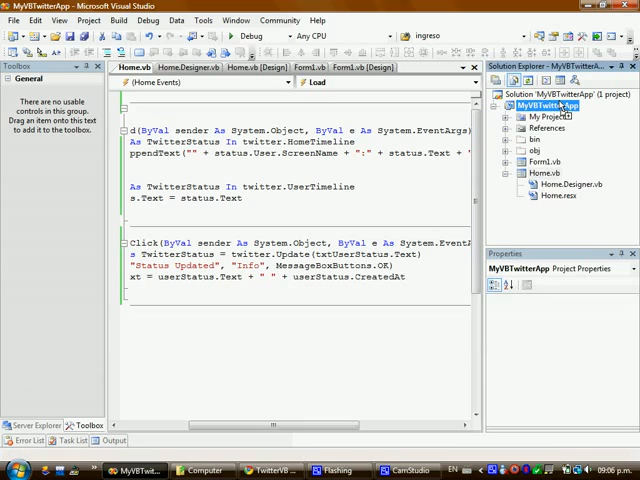 MyVBTwitterApp - Microsoft Visual Studio
File Edit View Project Build Debug Data Tools Window Community Help
Debug Any CPU ingreso
Toolbox
General
There are no usable controls in this group. Drag an item onto this text to add it to the toolbox.
Home.vb Home.Designer.vb Home.vb [Design] Form1.vb Form1.vb [Design]
(Home Events) Load
d(ByVal sender As System.Object, ByVal e As System.EventArgs)
As TwitterStatus In twitter.HomeTimeline
ppendText("" + status.User.ScreenName + ":" + status.Text + "
As TwitterStatus In twitter.UserTimeline
s.Text = status.Text
Click(ByVal sender As System.Object, ByVal e As System.EventA
s TwitterStatus = twitter.Update(txtUserStatus.Text)
"Status Updated", "Info", MessageBoxButtons.OK)
xt = userStatus.Text + " " + userStatus.CreatedAt
Solution Explorer - MyVBTwitterA...
Solution 'MyVBTwitterApp' (1 project)
MyVBTwitterApp
My Project
References
bin
obj
Form1.vb
Home.vb
Home.Designer.vb
Home.resx
Properties
MyVBTwitterApp Project Properties
Server Explorer Toolbox
Error List Task List Output
MyVBTwit... Computer TwitterVB ... Flashing CamStudio EN 09:06 p.m.